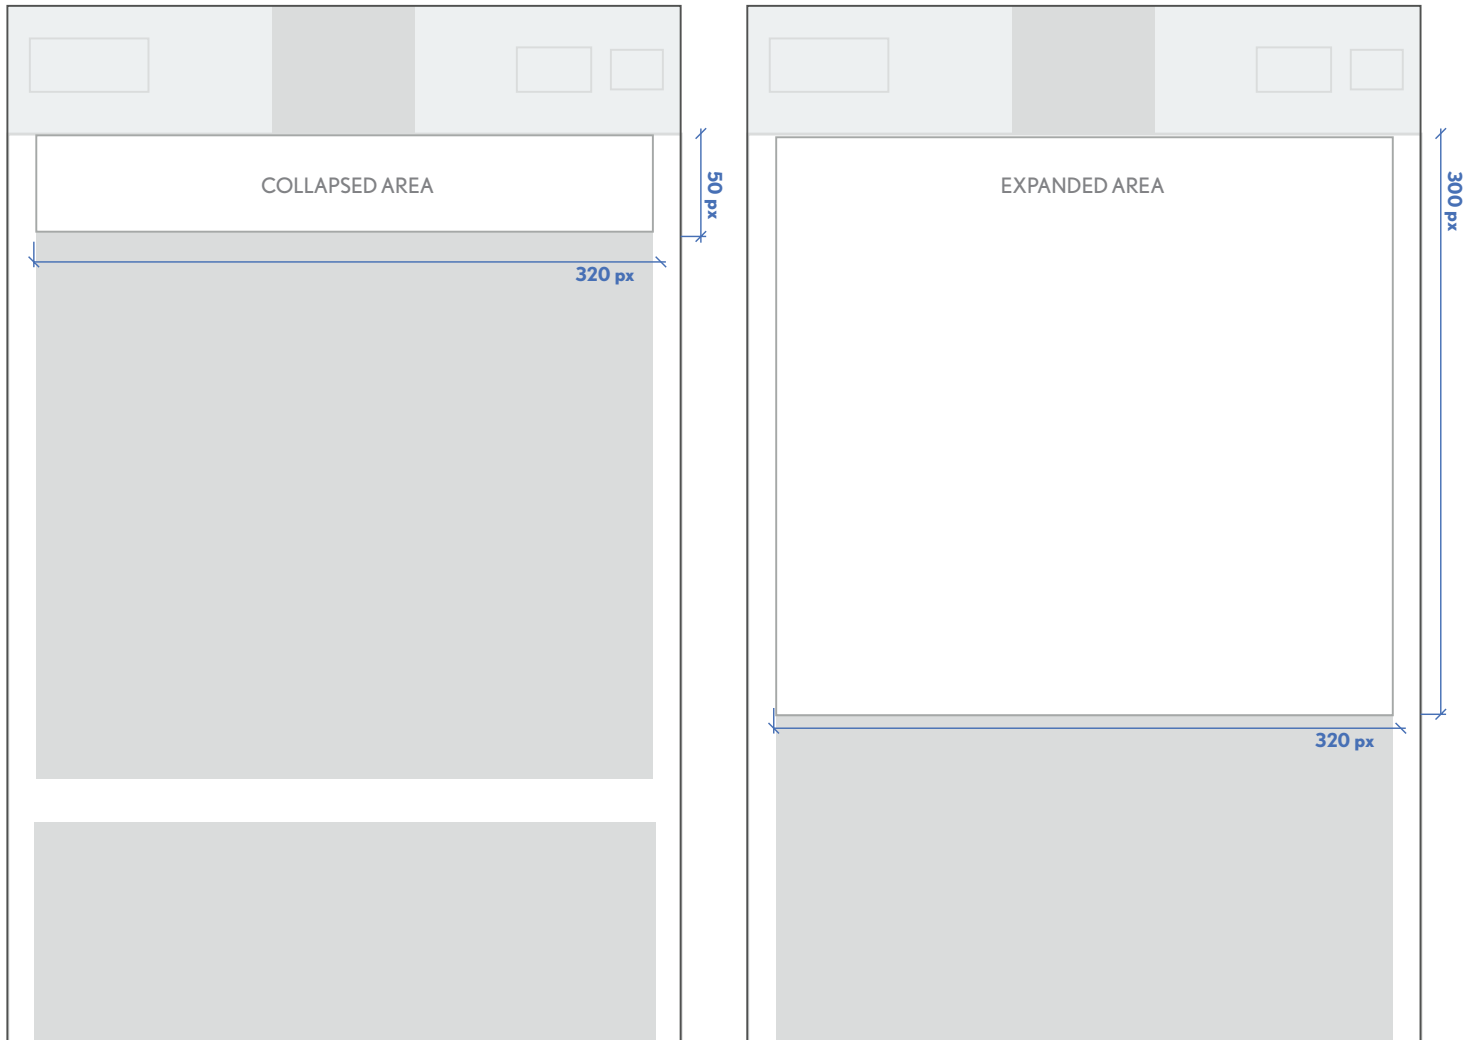 COLLAPSED AREA
50 px
320 px
EXPANDED AREA
300 px
320 px